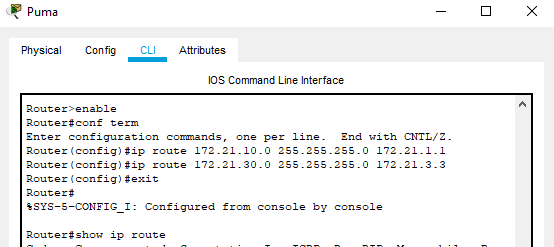 Puma
Physical Config CLI Attributes
IOS Command Line Interface
Router>enable
Router#conf term
Enter configuration commands, one per line.  End with CNTL/Z.
Router(config)#ip route 172.21.10.0 255.255.255.0 172.21.1.1
Router(config)#ip route 172.21.30.0 255.255.255.0 172.21.3.3
Router(config)#exit
Router#
%SYS-5-CONFIG_I: Configured from console by console
Router#show ip route